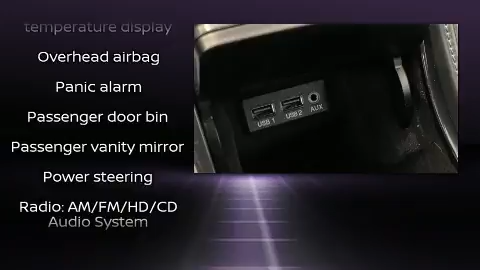 temperature display
Overhead airbag
Panic alarm
Passenger door bin
Passenger vanity mirror
Power steering
Radio: AM/FM/HD/CD
Audio System
USB 1 USB 2 AUX